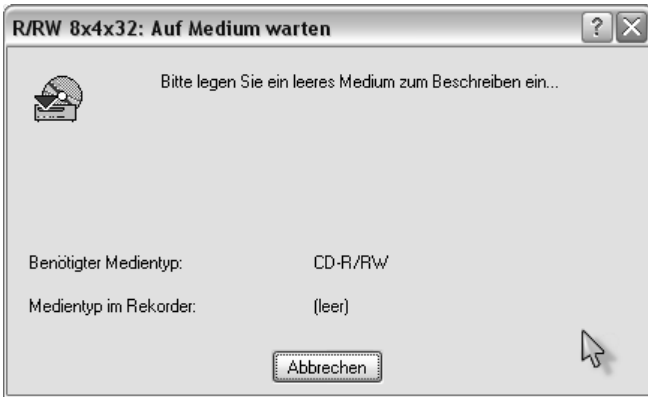 R/RW 8x4x32: Auf Medium warten
Bitte legen Sie ein leeres Medium zum Beschreiben ein...
Benötigter Medientyp: CD-R/RW
Medientyp im Rekorder: (leer)
Abbrechen